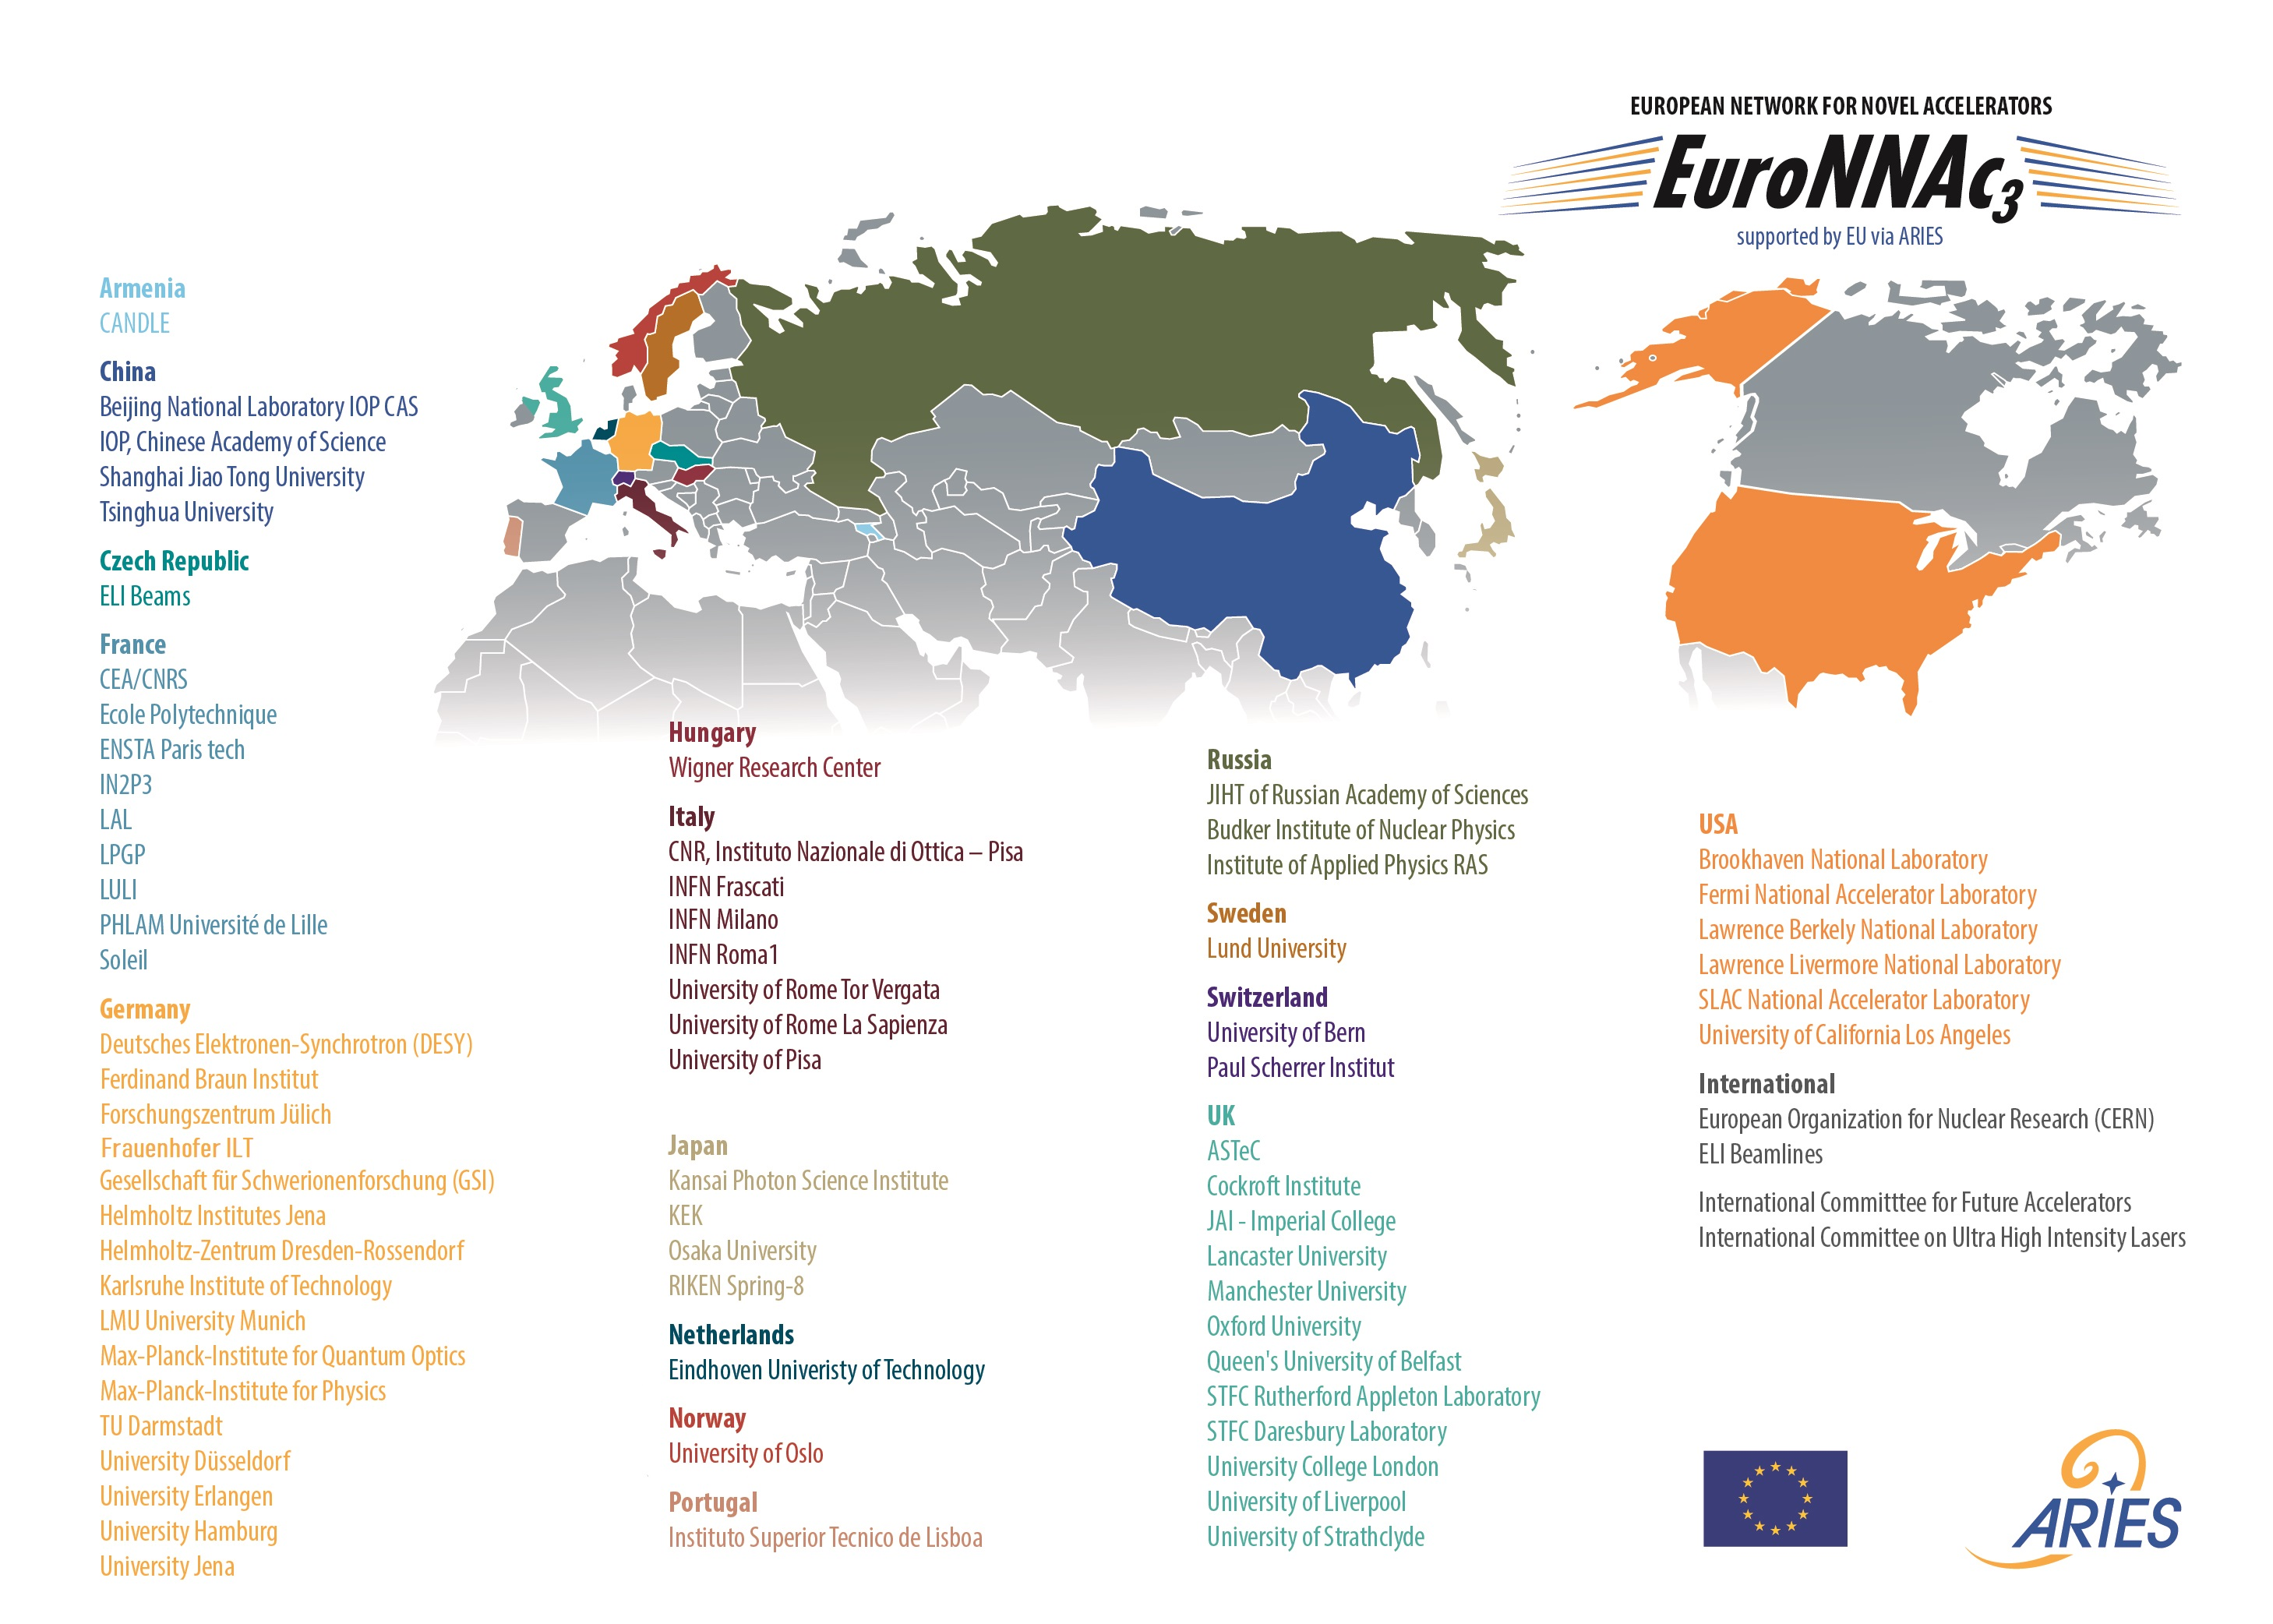 EUROPEAN NETWORK FOR NOVEL ACCELERATORS
EuroNNAc3
supported by EU via ARIES
Armenia
CANDLE
China
Beijing National Laboratory IOP CAS
IOP, Chinese Academy of Science
Shanghai Jiao Tong University
Tsinghua University
Czech Republic
ELI Beams
France
CEA/CNRS
Ecole Polytechnique
ENSTA Paris tech
IN2P3
LAL
LPGP
LULI
PHLAM Université de Lille
Soleil
Germany
Deutsches Elektronen-Synchrotron (DESY)
Ferdinand Braun Institut
Forschungszentrum Jülich
Frauenhofer ILT
Gesellschaft für Schwerionenforschung (GSI)
Helmholtz Institutes Jena
Helmholtz-Zentrum Dresden-Rossendorf
Karlsruhe Institute of Technology
LMU University Munich
Max-Planck-Institute for Quantum Optics
Max-Planck-Institute for Physics
TU Darmstadt
University Düsseldorf
University Erlangen
University Hamburg
University Jena
Hungary
Wigner Research Center
Italy
CNR, Instituto Nazionale di Ottica – Pisa
INFN Frascati
INFN Milano
INFN Roma1
University of Rome Tor Vergata
University of Rome La Sapienza
University of Pisa
Japan
Kansai Photon Science Institute
KEK
Osaka University
RIKEN Spring-8
Netherlands
Eindhoven Univeristy of Technology
Norway
University of Oslo
Portugal
Instituto Superior Tecnico de Lisboa
Russia
JIHT of Russian Academy of Sciences
Budker Institute of Nuclear Physics
Institute of Applied Physics RAS
Sweden
Lund University
Switzerland
University of Bern
Paul Scherrer Institut
UK
ASTeC
Cockroft Institute
JAI - Imperial College
Lancaster University
Manchester University
Oxford University
Queen's University of Belfast
STFC Rutherford Appleton Laboratory
STFC Daresbury Laboratory
University College London
University of Liverpool
University of Strathclyde
USA
Brookhaven National Laboratory
Fermi National Accelerator Laboratory
Lawrence Berkely National Laboratory
Lawrence Livermore National Laboratory
SLAC National Accelerator Laboratory
University of California Los Angeles
International
European Organization for Nuclear Research (CERN)
ELI Beamlines
International Committtee for Future Accelerators
International Committee on Ultra High Intensity Lasers
ARIES